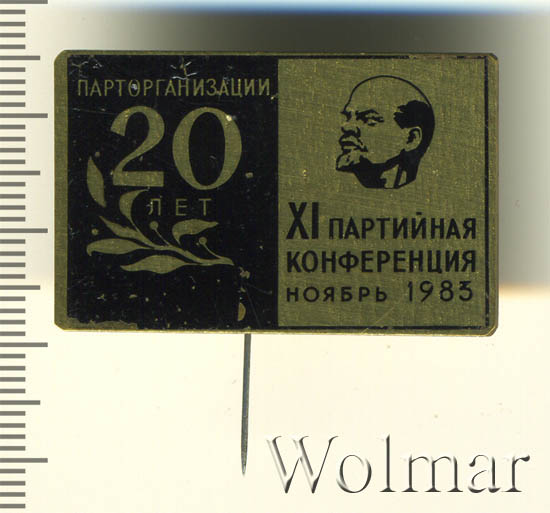 ПАРТОРГАНИЗАЦИИ
20
ЛЕТ
XI ПАРТИЙНАЯ
КОНФЕРЕНЦИЯ
НОЯБРЬ 1983
Wolmar